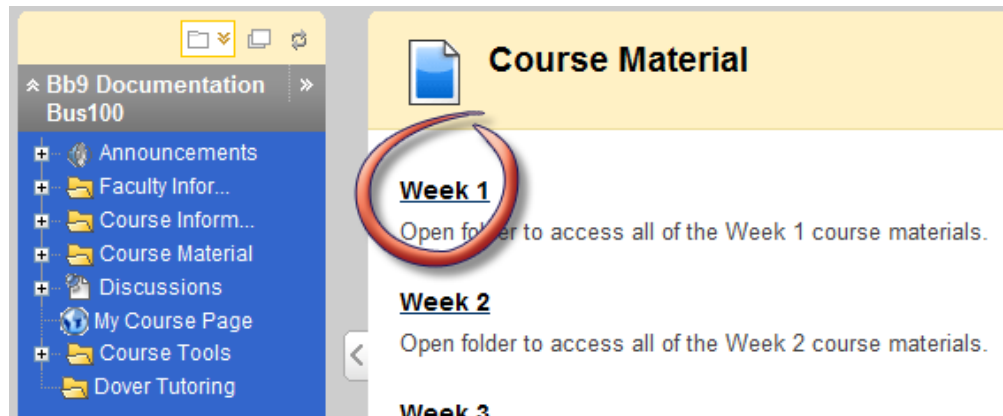 Bb9 Documentation
Bus100
Announcements
Faculty Infor...
Course Inform...
Course Material
Discussions
My Course Page
Course Tools
Dover Tutoring
Course Material
Week 1
Open folder to access all of the Week 1 course materials.
Week 2
Open folder to access all of the Week 2 course materials.
Week 3